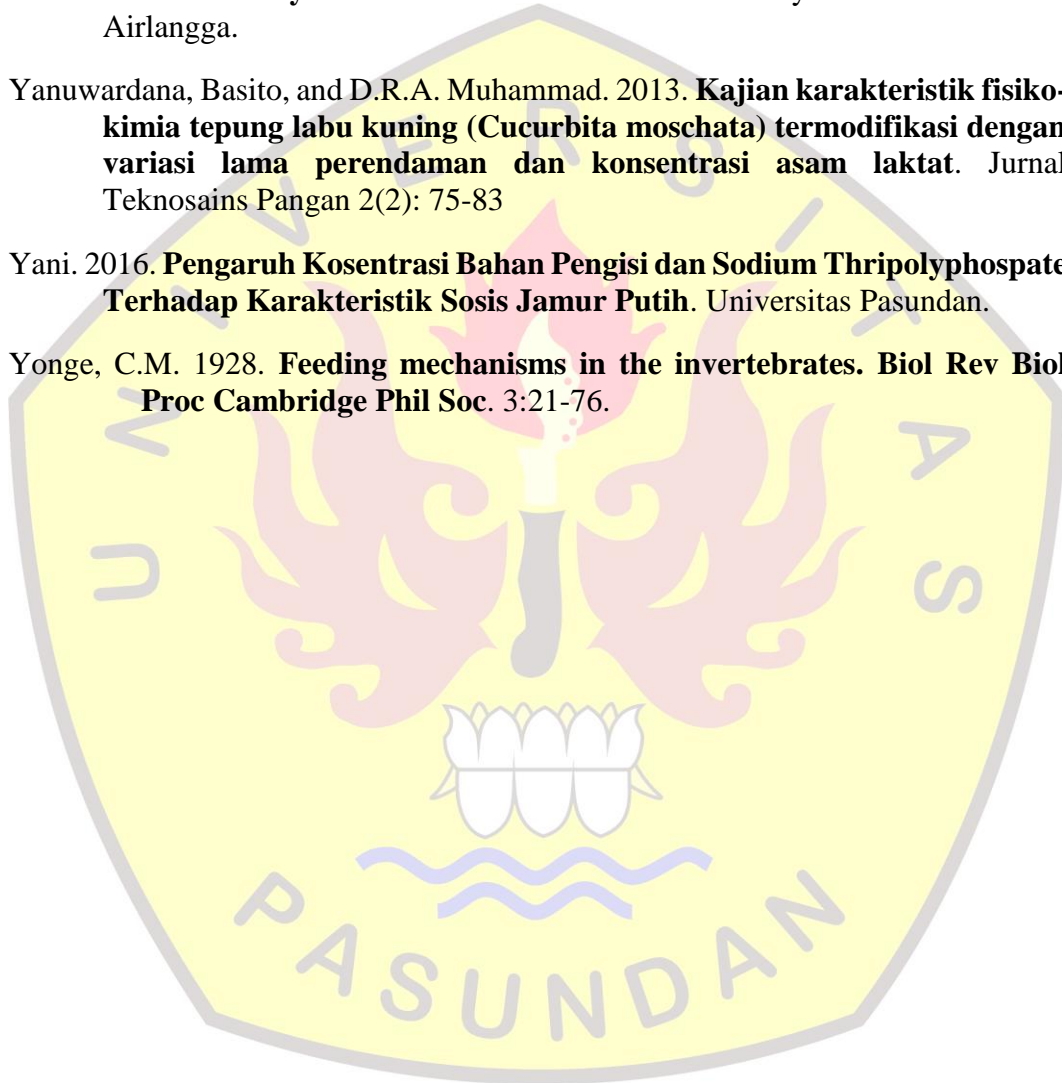 Airlangga.
Yanuwardana, Basito, and D.R.A. Muhammad. 2013. Kajian karakteristik fisiko-
kimia tepung labu kuning (Cucurbita moschata) termodifikasi dengan
variasi lama perendaman dan konsentrasi asam laktat. Jurnal
Teknosains Pangan 2(2): 75-83
Yani. 2016. Pengaruh Kosentrasi Bahan Pengisi dan Sodium Thripolyphospate
Terhadap Karakteristik Sosis Jamur Putih. Universitas Pasundan.
Yonge, C.M. 1928. Feeding mechanisms in the invertebrates. Biol Rev Biol
Proc Cambridge Phil Soc. 3:21-76.
UNIVERSITAS
PASUNDAN